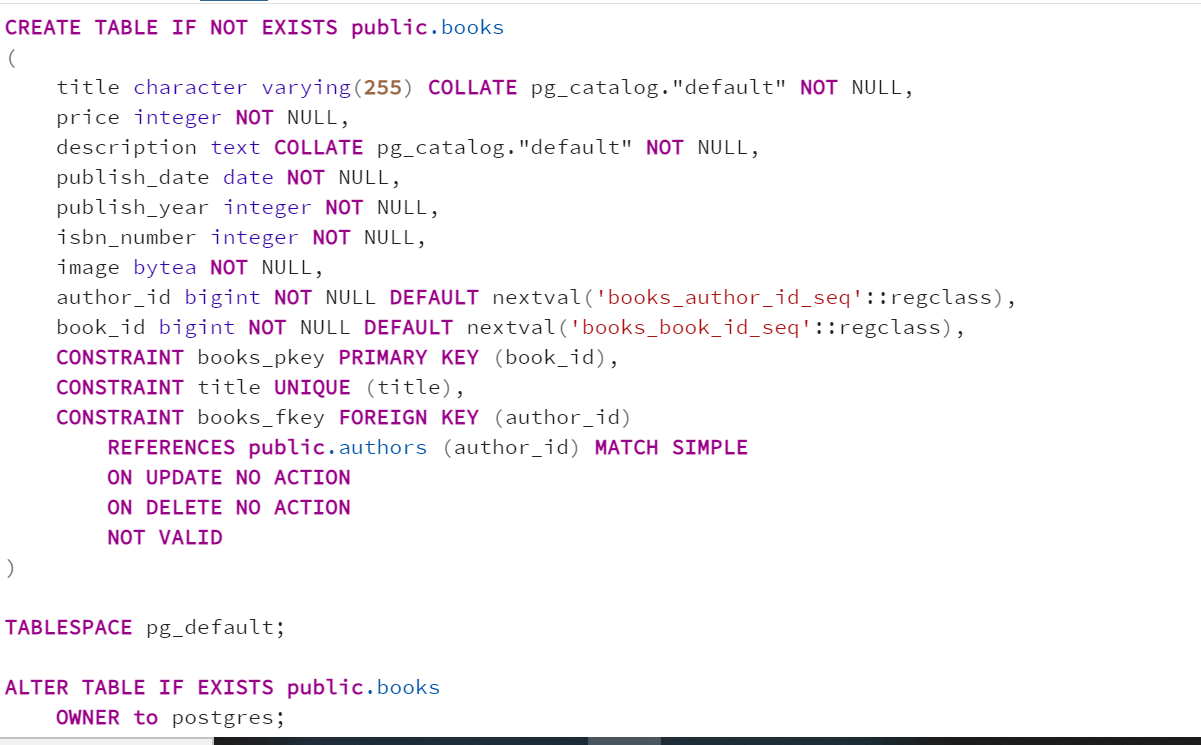 CREATE TABLE IF NOT EXISTS public.books
(
    title character varying(255) COLLATE pg_catalog."default" NOT NULL,
    price integer NOT NULL,
    description text COLLATE pg_catalog."default" NOT NULL,
    publish_date date NOT NULL,
    publish_year integer NOT NULL,
    isbn_number integer NOT NULL,
    image bytea NOT NULL,
    author_id bigint NOT NULL DEFAULT nextval('books_author_id_seq'::regclass),
    book_id bigint NOT NULL DEFAULT nextval('books_book_id_seq'::regclass),
    CONSTRAINT books_pkey PRIMARY KEY (book_id),
    CONSTRAINT title UNIQUE (title),
    CONSTRAINT books_fkey FOREIGN KEY (author_id)
        REFERENCES public.authors (author_id) MATCH SIMPLE
        ON UPDATE NO ACTION
        ON DELETE NO ACTION
        NOT VALID
)

TABLESPACE pg_default;

ALTER TABLE IF EXISTS public.books
    OWNER to postgres;